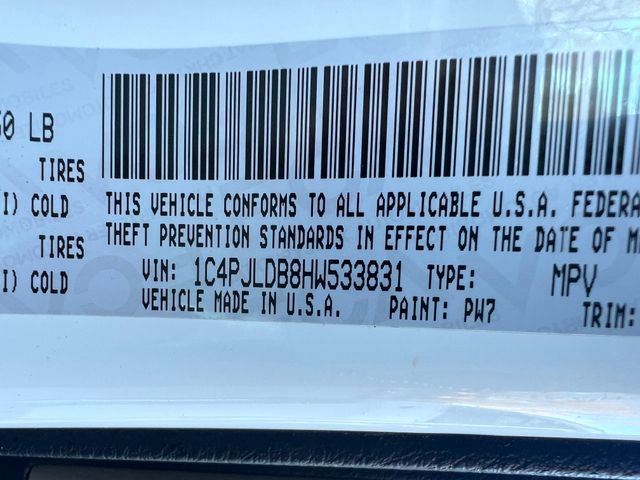 50 LB
TIRES
I) COLD
TIRES
I) COLD
THIS VEHICLE CONFORMS TO ALL APPLICABLE U.S.A. FEDERA
THEFT PREVENTION STANDARDS IN EFFECT ON THE DATE OF M
VIN: 1C4PJLDB8HW533831 TYPE: MPV
VEHICLE MADE IN U.S.A. PAINT: PW7 TRIM: